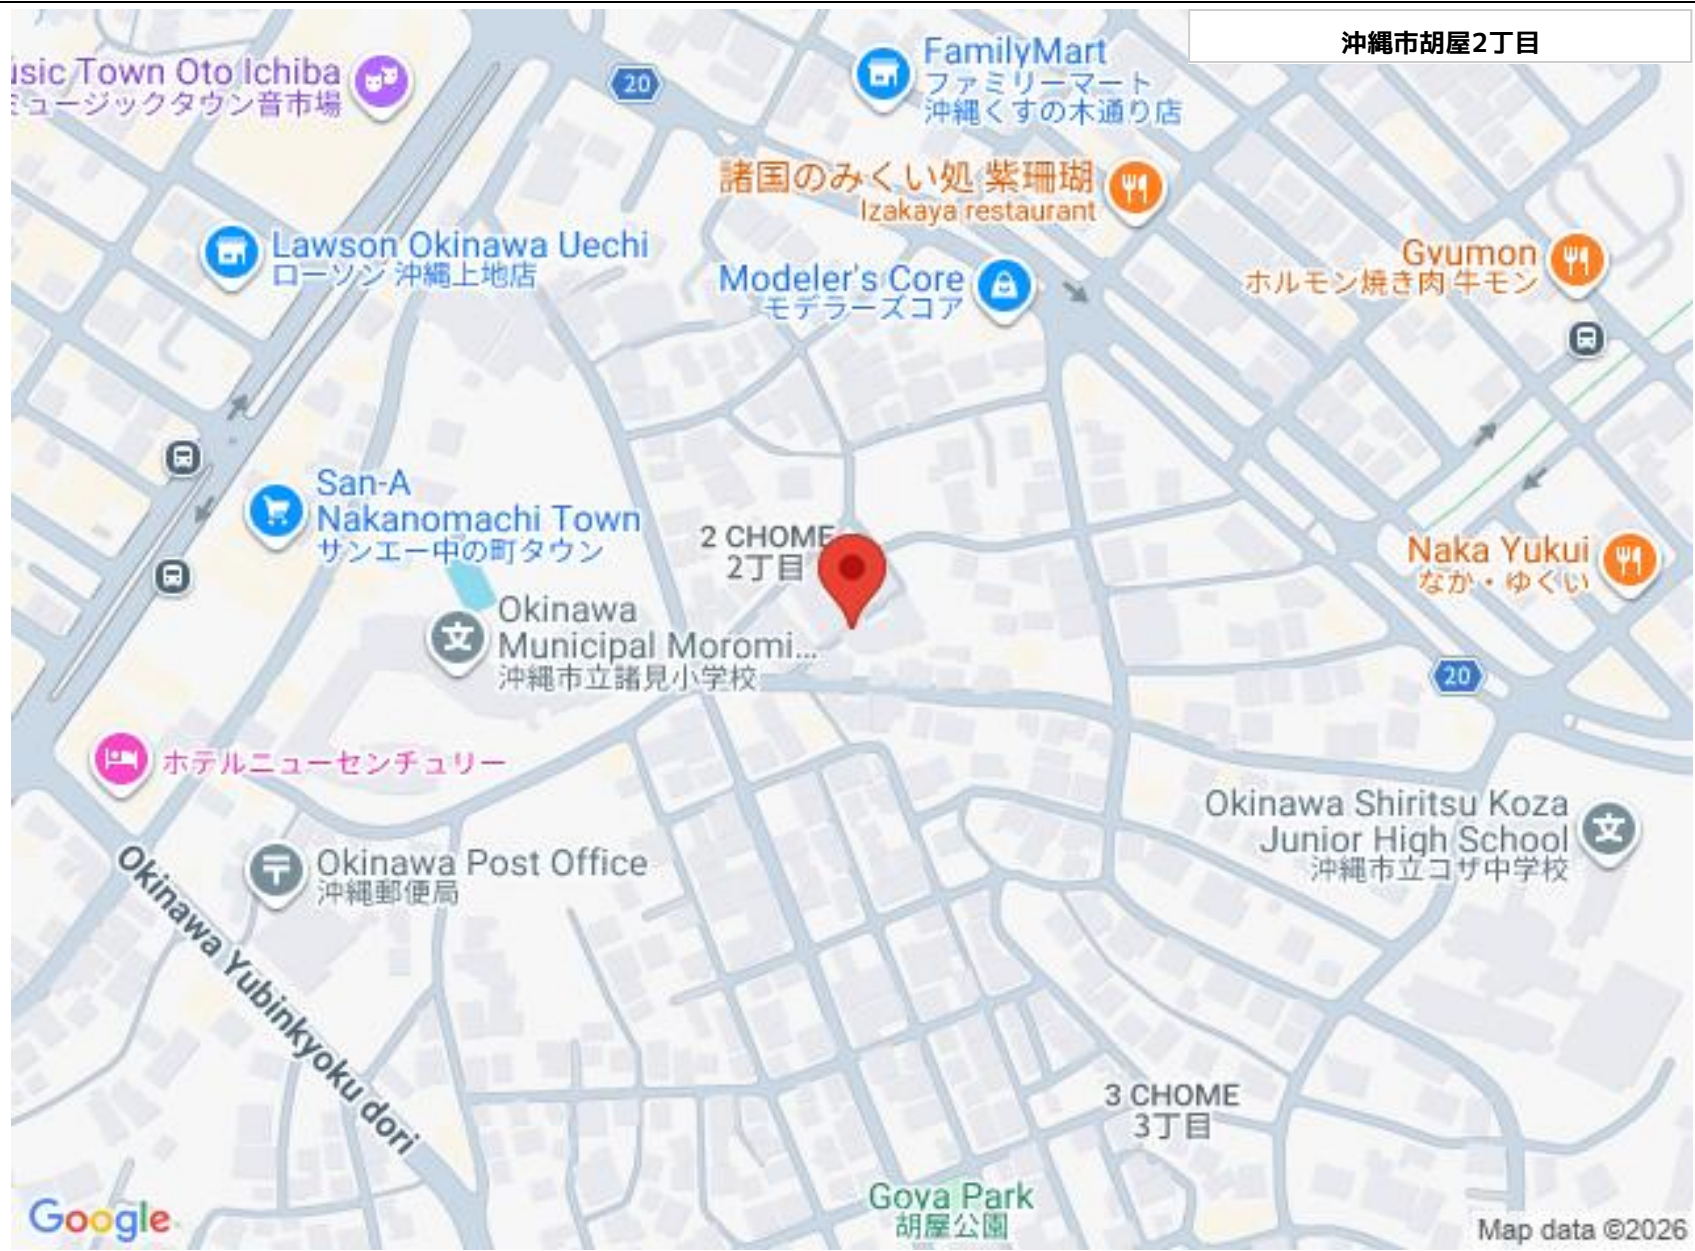 沖縄市胡屋2丁目
usic Town Oto Ichiba
ミュージックタウン音市場
20
FamilyMart
ファミリーマート
沖縄くすの木通り店
諸国のみくい処 紫珊瑚
Izakaya restaurant
Lawson Okinawa Uechi
ローソン 沖縄上地店
Modeler's Core
モデラーズコア
Gyumon
ホルモン焼き肉 牛モン
San-A
Nakanomachi Town
サンエー中の町タウン
2 CHOME
2丁目
Naka Yukui
なか・ゆくい
Okinawa
Municipal Moromi...
沖縄市立諸見小学校
20
ホテルニューセンチュリー
Okinawa Shiritsu Koza
Junior High School
沖縄市立コザ中学校
Okinawa Post Office
沖縄郵便局
Okinawa Yubinkyoku dori
3 CHOME
3丁目
Goya Park
胡屋公園
Google
Map data ©2026